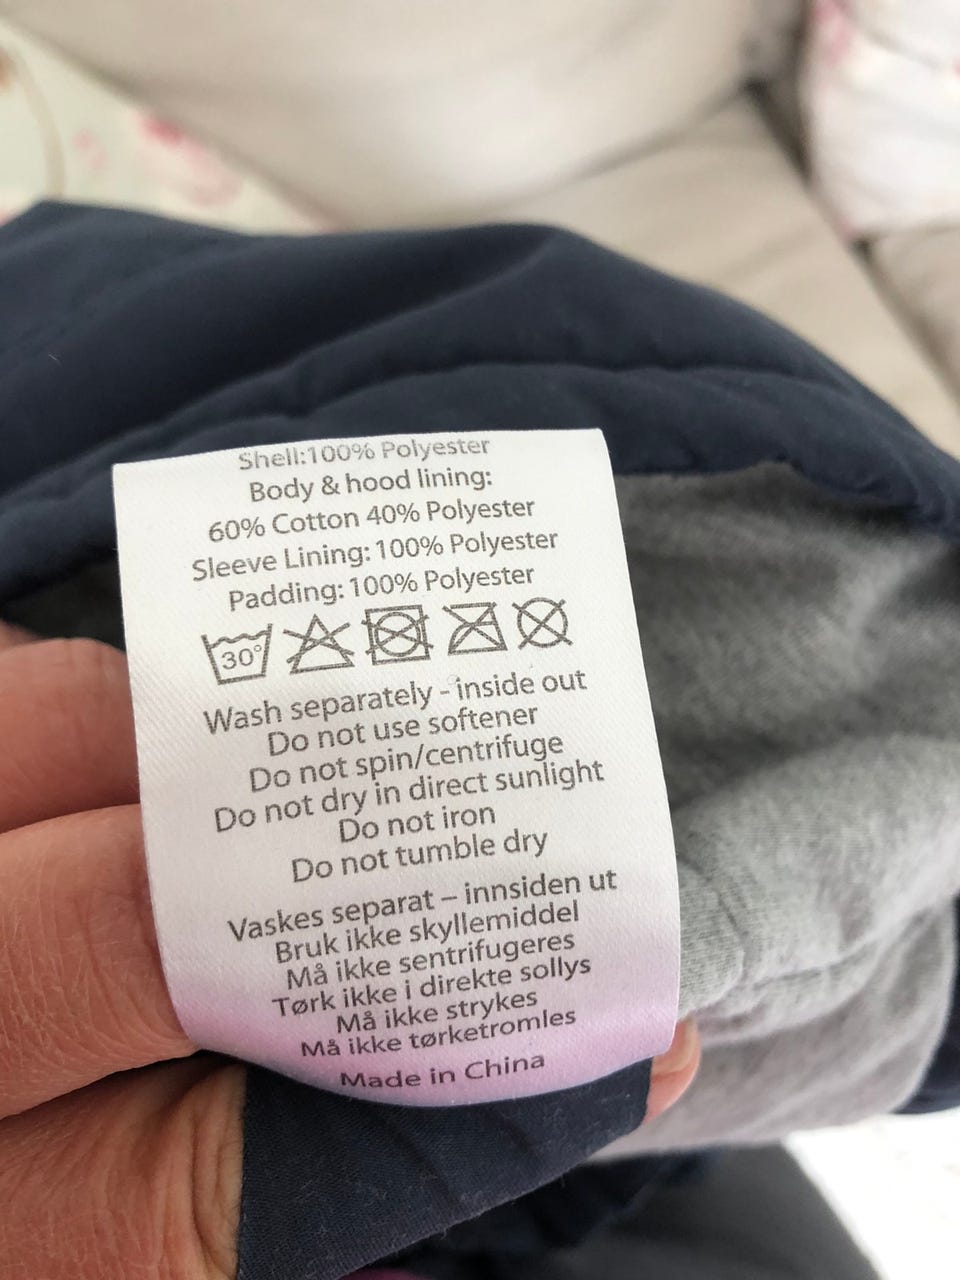 Shell:100% Polyester
Body & hood lining:
60% Cotton 40% Polyester
Sleeve Lining: 100% Polyester
Padding: 100% Polyester
30°
Wash separately - inside out
Do not use softener
Do not spin/centrifuge
Do not dry in direct sunlight
Do not iron
Do not tumble dry
Vaskes separat – innsiden ut
Bruk ikke skyllemiddel
Må ikke sentrifugeres
Tørk ikke i direkte sollys
Må ikke strykes
Må ikke tørketromles
Made in China